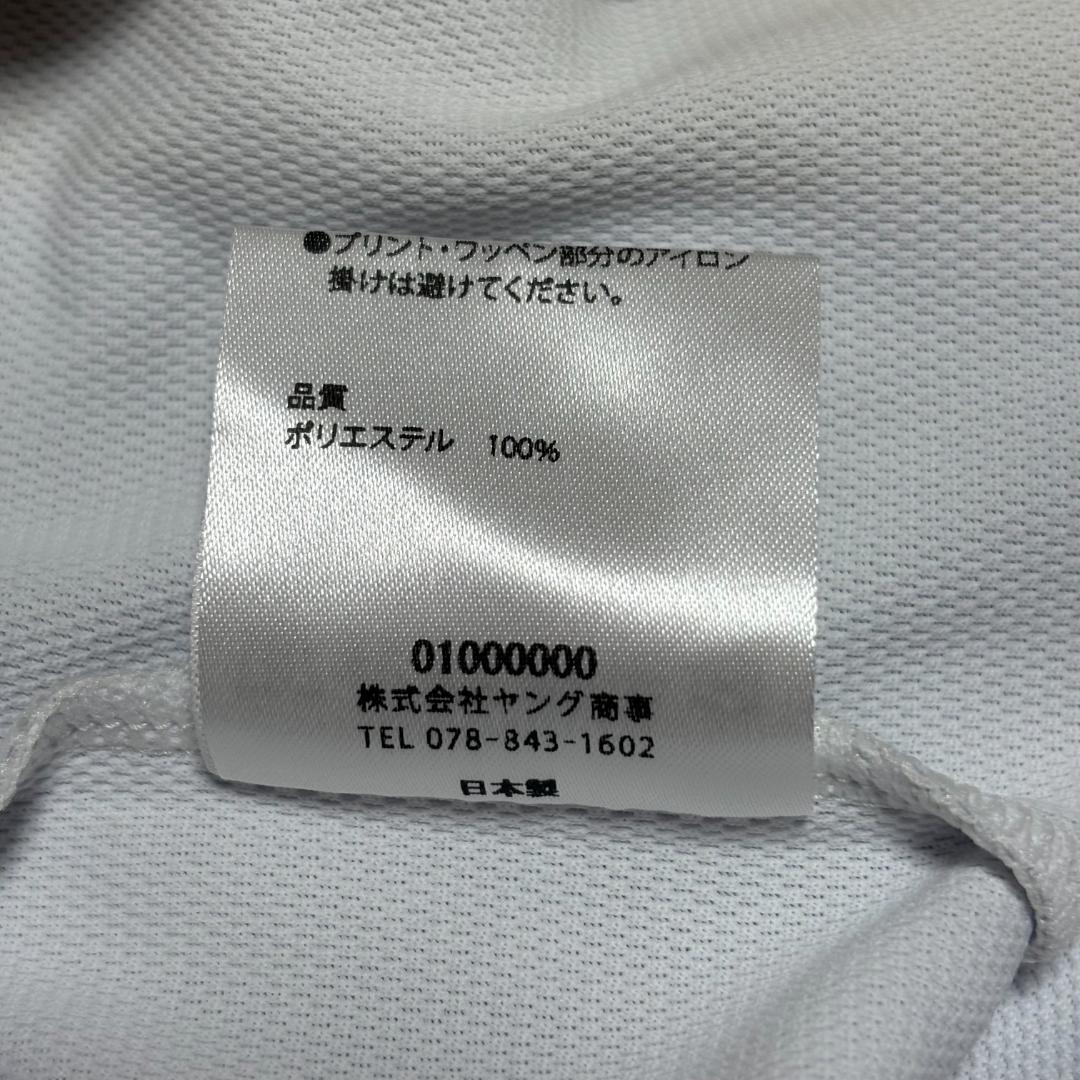 ●プリント・ワッペン部分のアイロン
掛けは避けてください。
品質
ポリエステル 100%
01000000
株式会社ヤング商事
TEL 078-843-1602
日本製